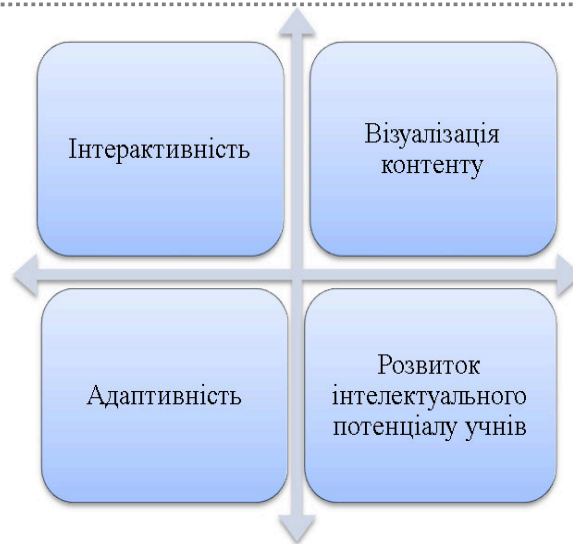 Інтерактивність
Візуалізація
контенту
Адаптивність
Розвиток
інтелектуального
потенціалу учнів